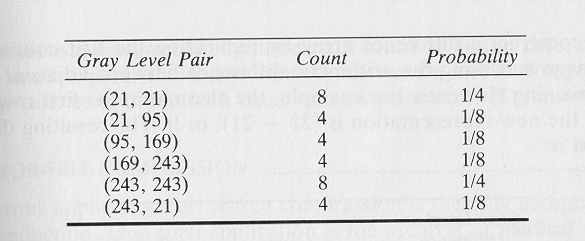 Gray Level Pair Count Probability
(21, 21) 8 1/4
(21, 95) 4 1/8
(95, 169) 4 1/8
(169, 243) 4 1/8
(243, 243) 8 1/4
(243, 21) 4 1/8